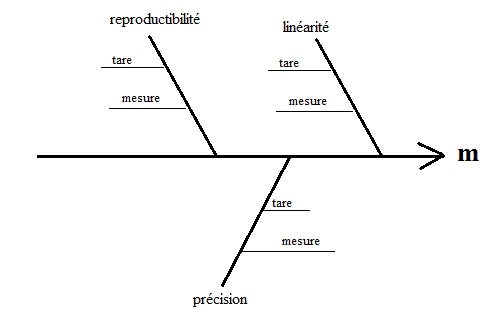 reproductibilité
linéarité
tare
tare
mesure
mesure
m
tare
mesure
précision